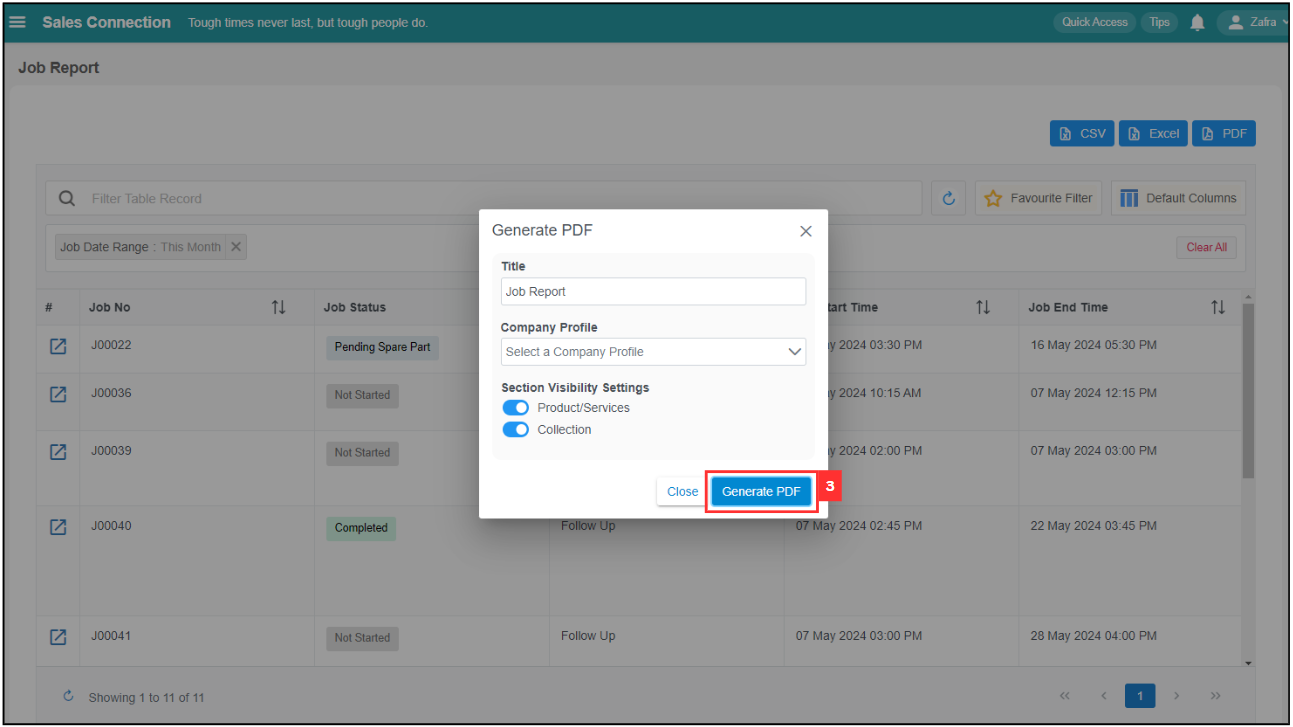 Sales Connection Tough times never last, but tough people do. Quick Access Tips Zafra
Job Report
CSV Excel PDF
Filter Table Record Favourite Filter Default Columns
Job Date Range : This Month Clear All
Generate PDF
Title
Job Report
Company Profile
Select a Company Profile
Section Visibility Settings
Product/Services
Collection
Close Generate PDF 3
# Job No Job Status tart Time Job End Time
J00022 Pending Spare Part y 2024 03:30 PM 16 May 2024 05:30 PM
J00036 Not Started y 2024 10:15 AM 07 May 2024 12:15 PM
J00039 Not Started y 2024 02:00 PM 07 May 2024 03:00 PM
J00040 Completed Follow Up 07 May 2024 02:45 PM 22 May 2024 03:45 PM
J00041 Not Started Follow Up 07 May 2024 03:00 PM 28 May 2024 04:00 PM
Showing 1 to 11 of 11 << < 1 > >>